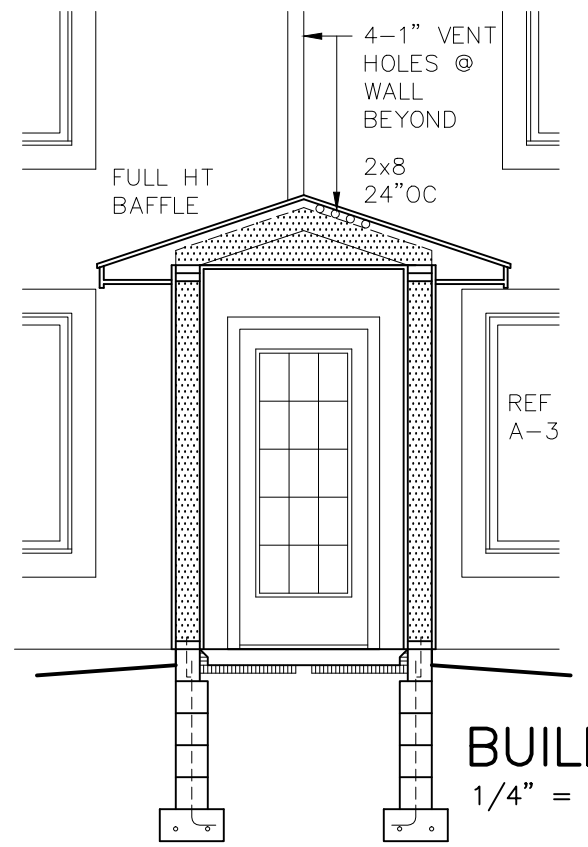 4-1" VENT
HOLES @
WALL
BEYOND
2x8
24"OC
FULL HT
BAFFLE
REF
A-3
BUIL
1/4" =